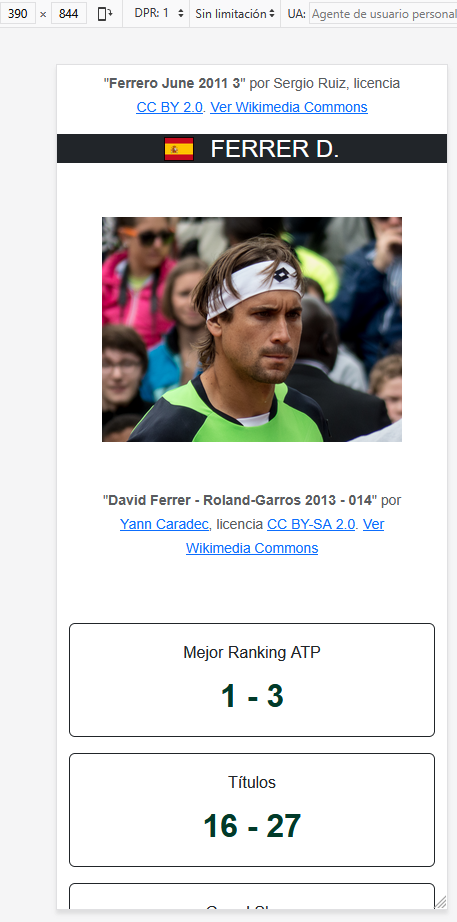 390 × 844 DPR: 1 Sin limitación UA: Agente de usuario personal
"Ferrero June 2011 3" por Sergio Ruiz, licencia
CC BY 2.0. Ver Wikimedia Commons
FERRER D.
"David Ferrer - Roland-Garros 2013 - 014" por
Yann Caradec, licencia CC BY-SA 2.0. Ver
Wikimedia Commons
Mejor Ranking ATP
1 - 3
Títulos
16 - 27